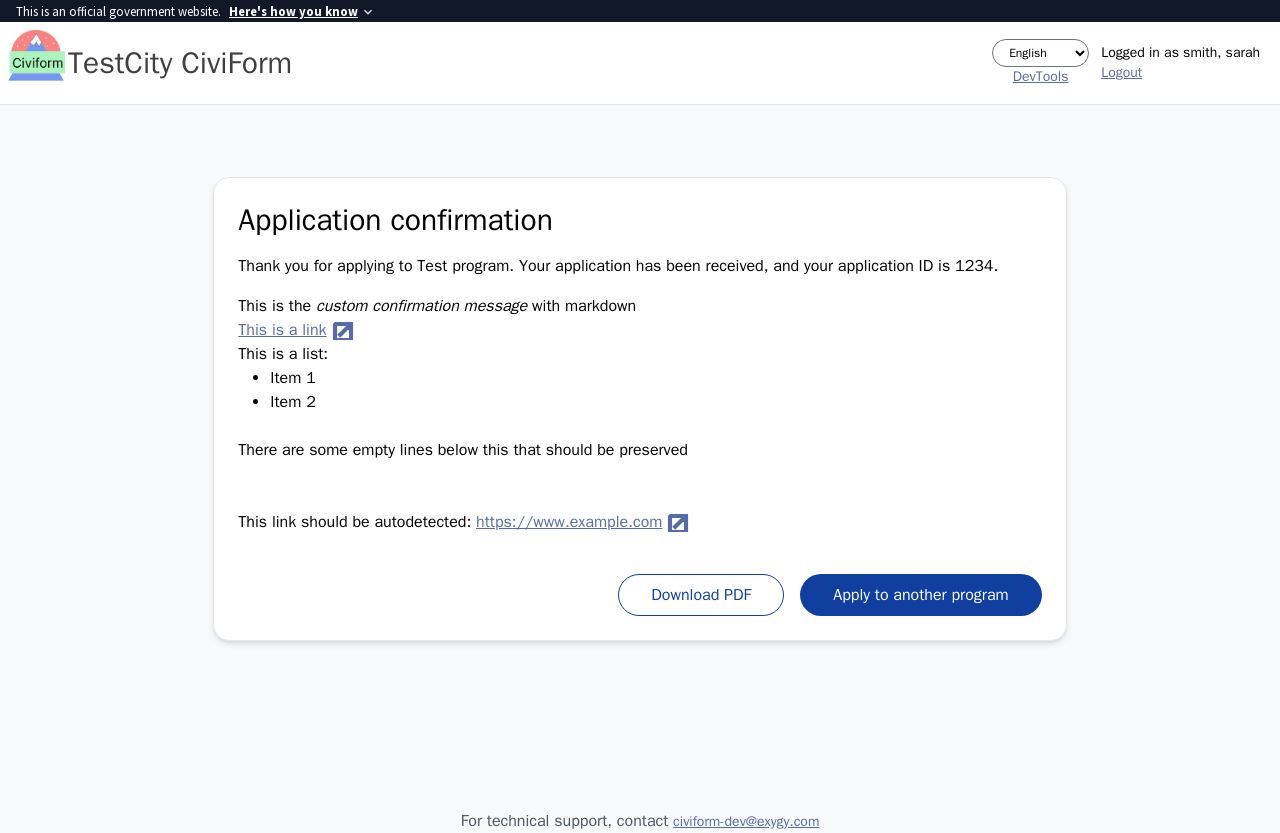 This is an official government website. Here's how you know
Civiform
TestCity CiviForm
English
DevTools
Logged in as smith, sarah
Logout
Application confirmation
Thank you for applying to Test program. Your application has been received, and your application ID is 1234.
This is the custom confirmation message with markdown
This is a link
This is a list:
• Item 1
• Item 2
There are some empty lines below this that should be preserved
This link should be autodetected: https://www.example.com
Download PDF
Apply to another program
For technical support, contact civiform-dev@exygy.com